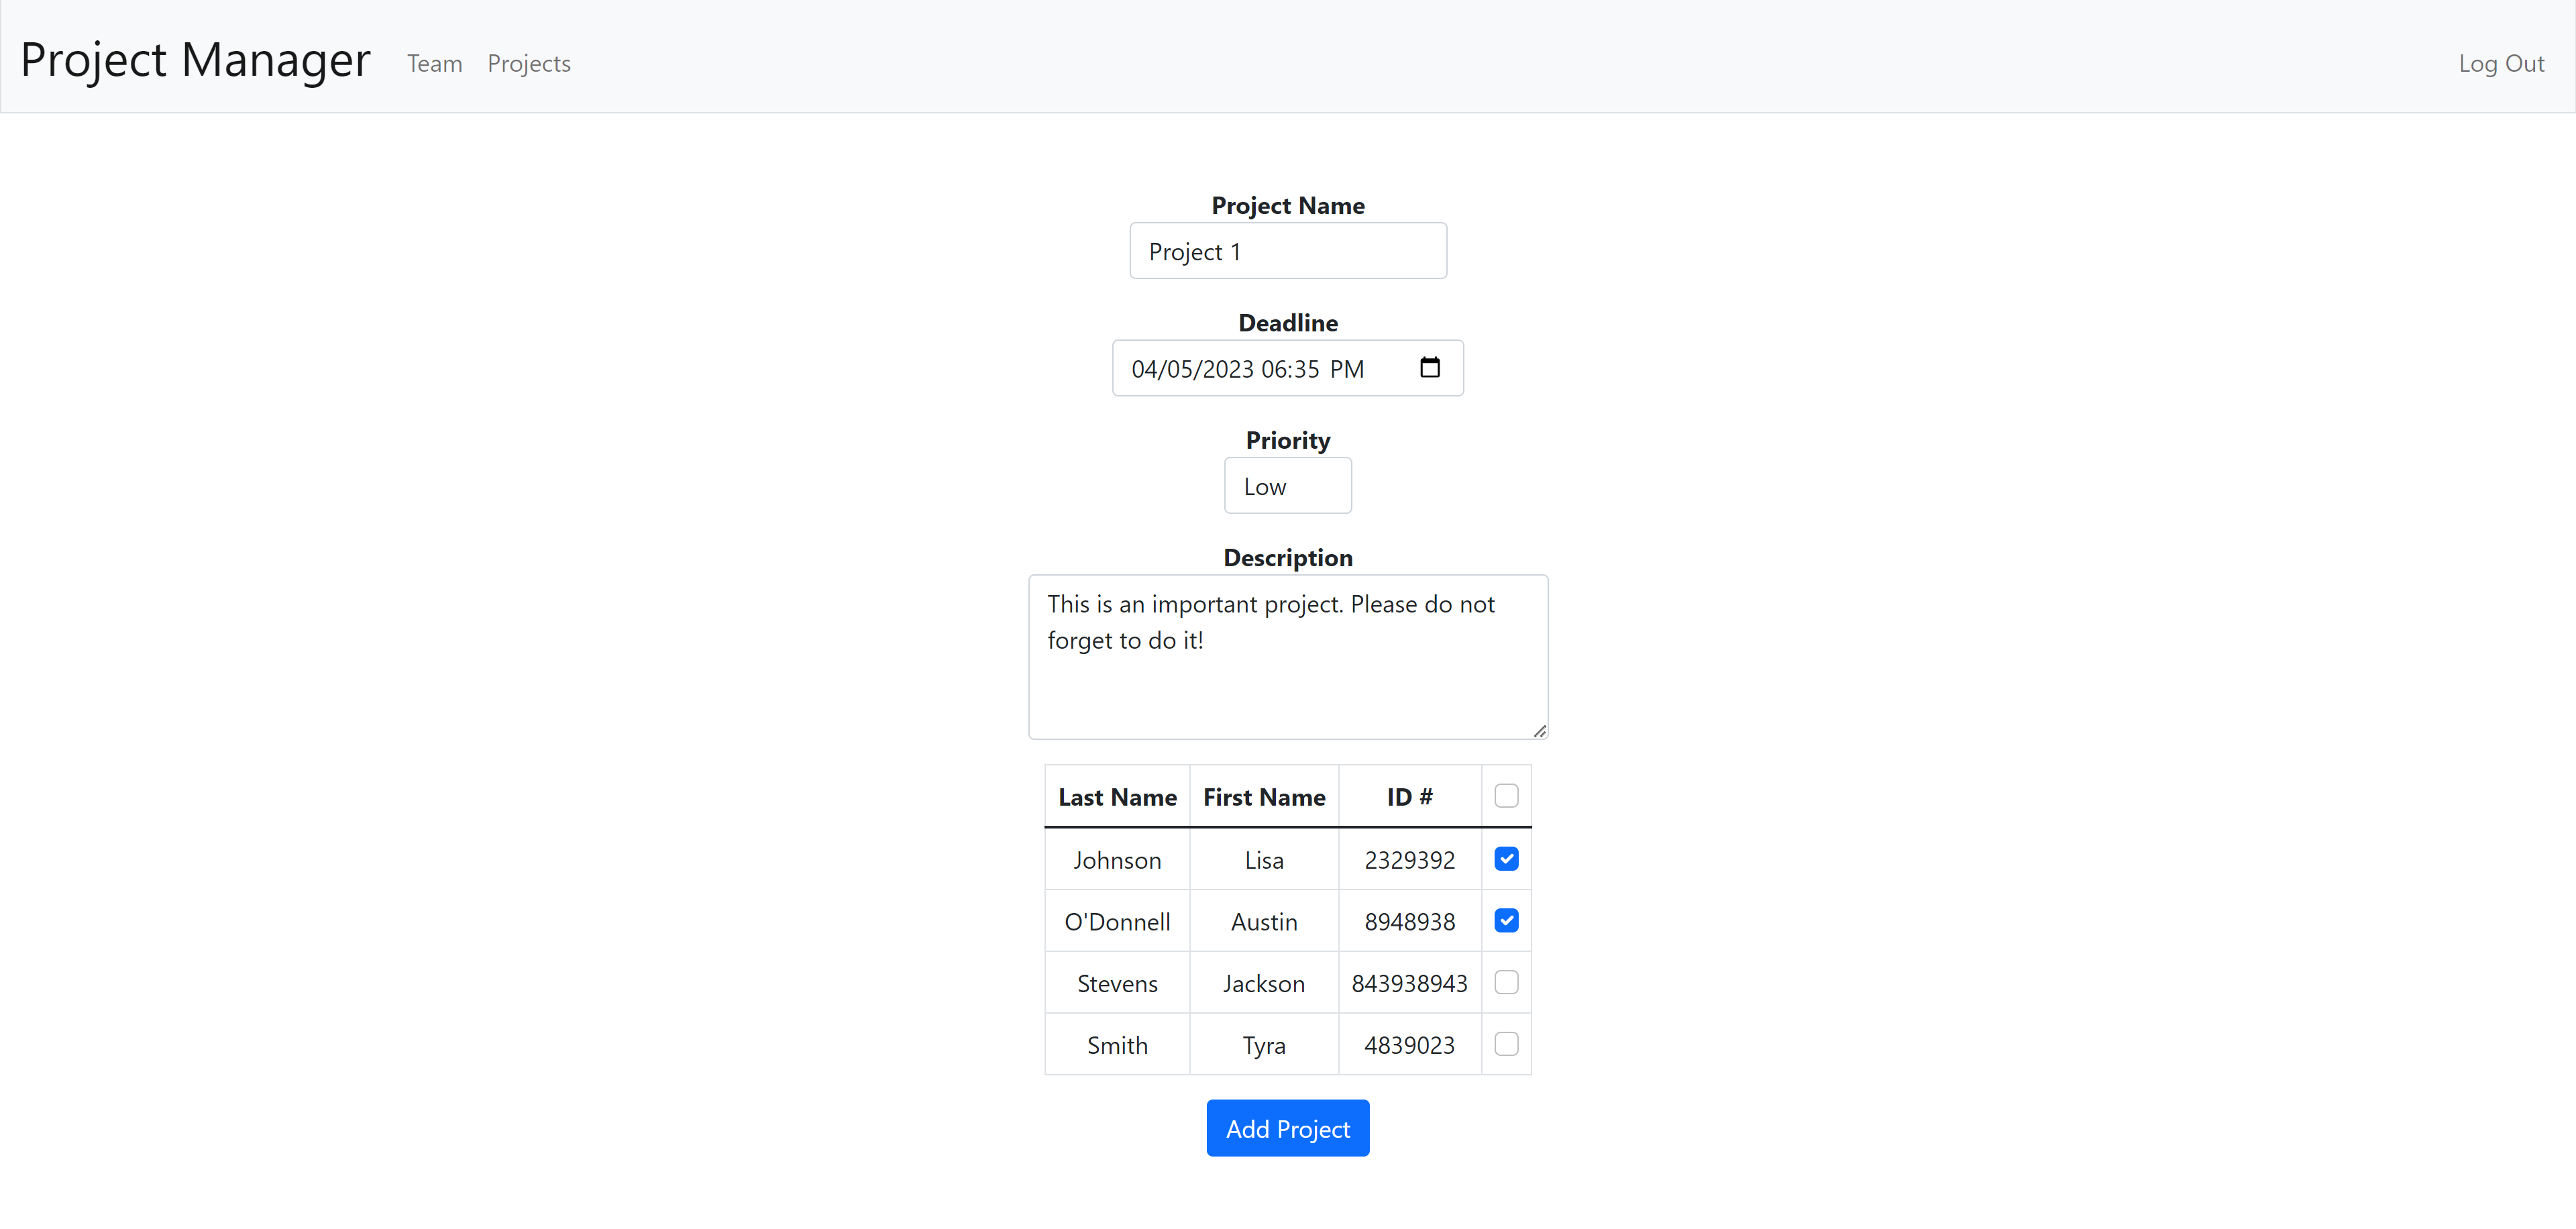 Project Manager Team Projects Log Out
Project Name
Project 1
Deadline
04/05/2023 06:35 PM
Priority
Low
Description
This is an important project. Please do not
forget to do it!
Last Name First Name ID #
Johnson Lisa 2329392
O'Donnell Austin 8948938
Stevens Jackson 843938943
Smith Tyra 4839023
Add Project